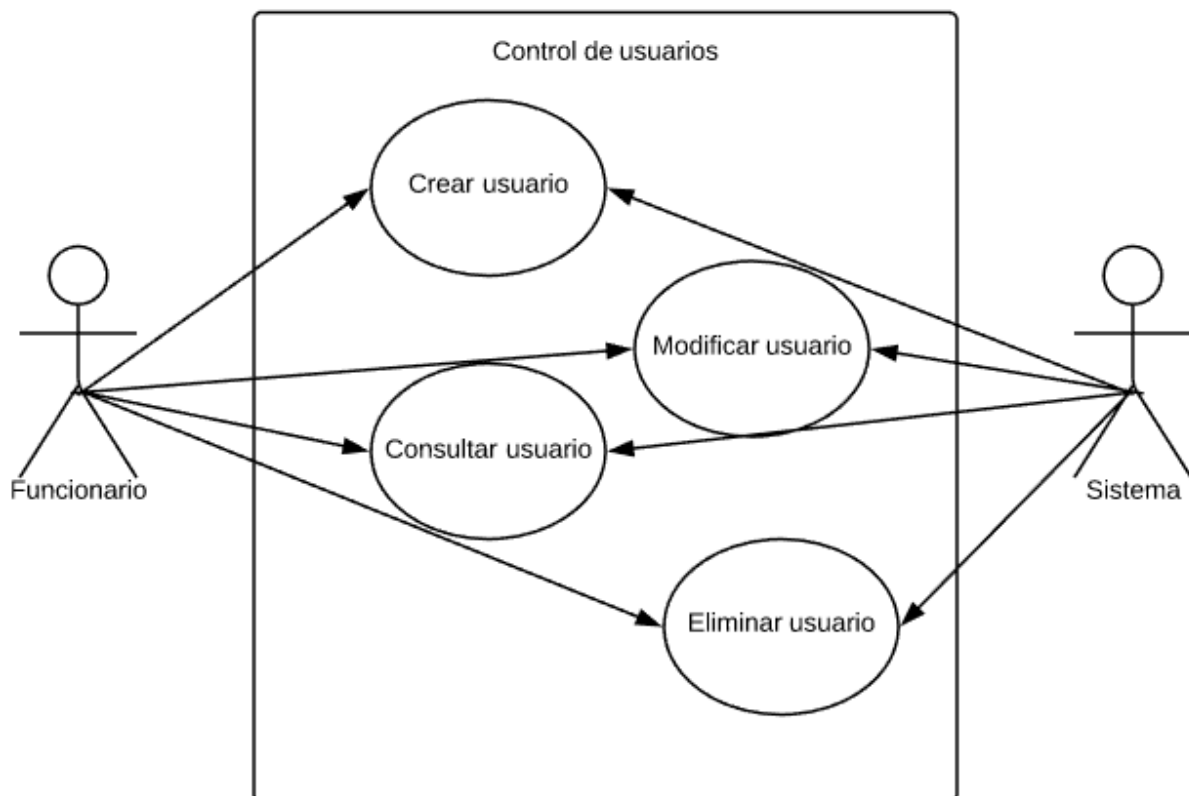 Control de usuarios
Crear usuario
Modificar usuario
Consultar usuario
Funcionario
Sistema
Eliminar usuario